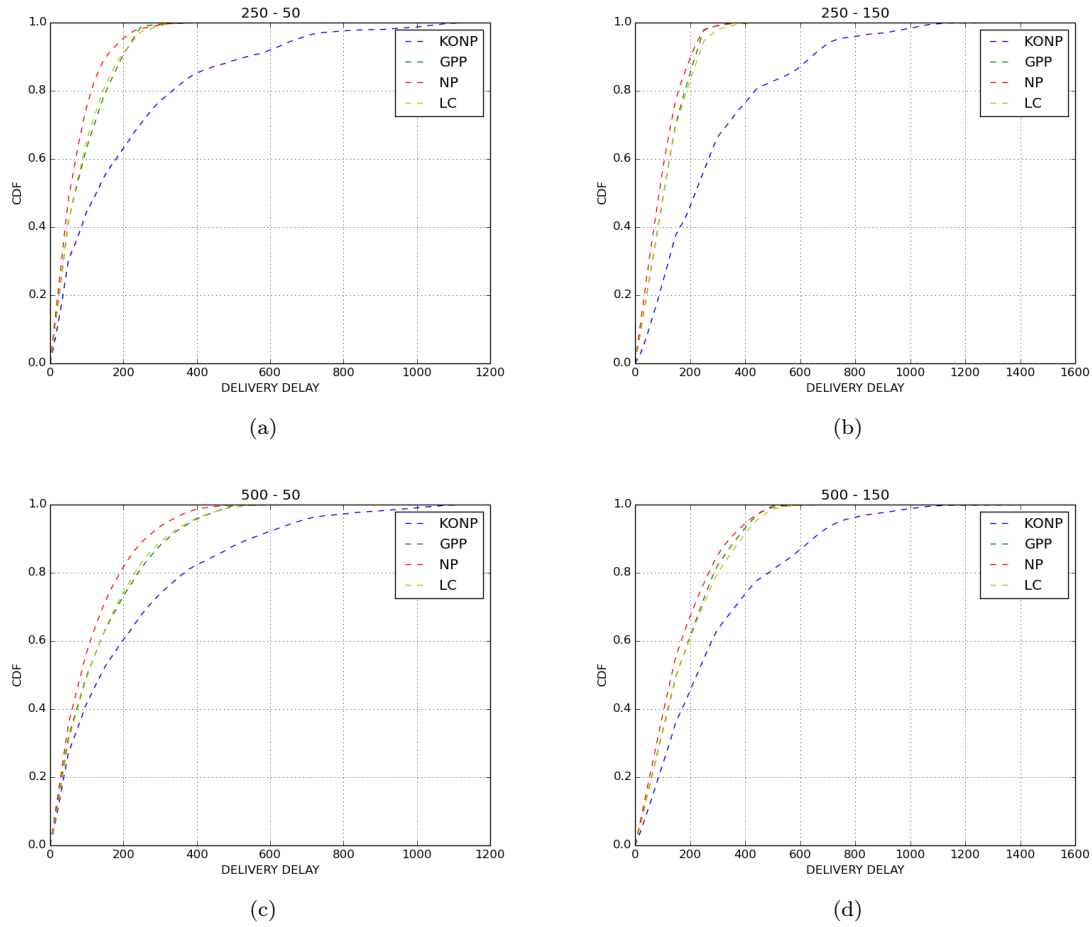 250 - 50
1.0
0.8
0.6
0.4
0.2
0.0
CDF
KONP
GPP
NP
LC
0 200 400 600 800 1000 1200
DELIVERY DELAY
(a)
250 - 150
1.0
0.8
0.6
0.4
0.2
0.0
CDF
KONP
GPP
NP
LC
0 200 400 600 800 1000 1200 1400 1600
DELIVERY DELAY
(b)
500 - 50
1.0
0.8
0.6
0.4
0.2
0.0
CDF
KONP
GPP
NP
LC
0 200 400 600 800 1000 1200
DELIVERY DELAY
(c)
500 - 150
1.0
0.8
0.6
0.4
0.2
0.0
CDF
KONP
GPP
NP
LC
0 200 400 600 800 1000 1200 1400 1600
DELIVERY DELAY
(d)